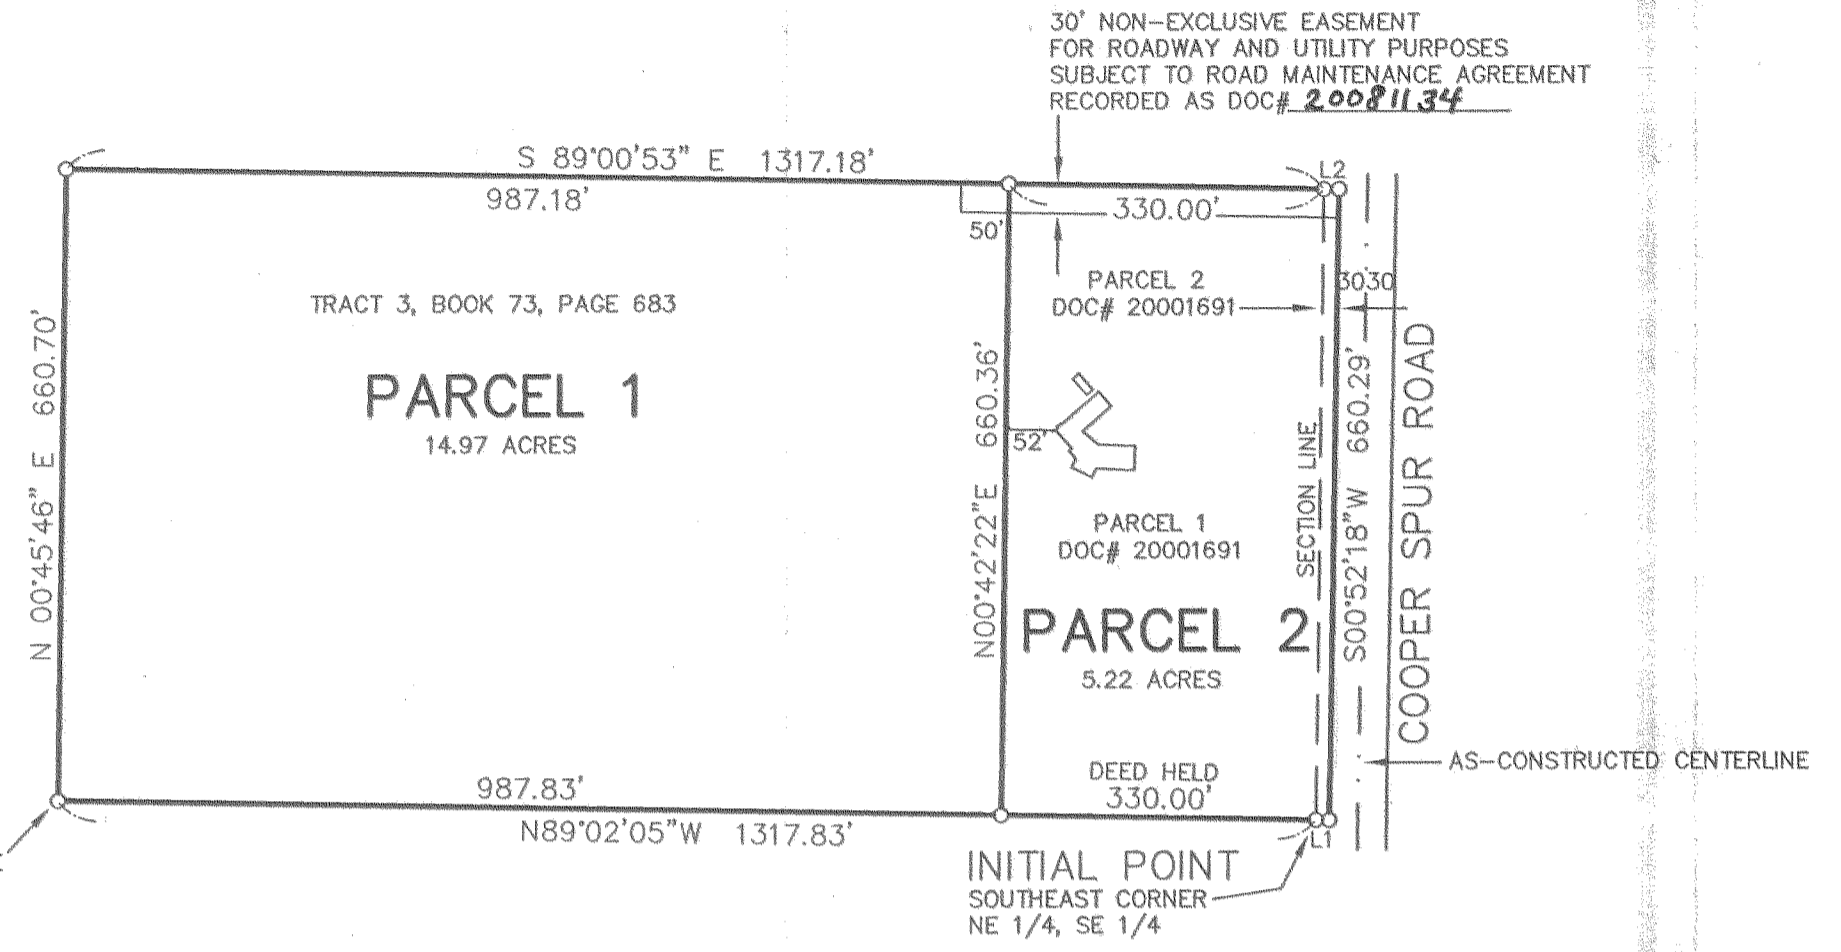 30' NON-EXCLUSIVE EASEMENT
FOR ROADWAY AND UTILITY PURPOSES
SUBJECT TO ROAD MAINTENANCE AGREEMENT
RECORDED AS DOC# 20081134
S 89°00'53" E 1317.18'
L2
987.18'
330.00'
50'
PARCEL 2
DOC# 20001691
3030
TRACT 3, BOOK 73, PAGE 683
PARCEL 1
14.97 ACRES
N 00°45'46" E 660.70'
N00°42'22"E 660.36'
52'
SECTION LINE
S00°52'18"W 660.29'
COOPER SPUR ROAD
PARCEL 1
DOC# 20001691
PARCEL 2
5.22 ACRES
AS-CONSTRUCTED CENTERLINE
DEED HELD
330.00'
987.83'
N89°02'05"W 1317.83'
L1
INITIAL POINT
SOUTHEAST CORNER
NE 1/4, SE 1/4